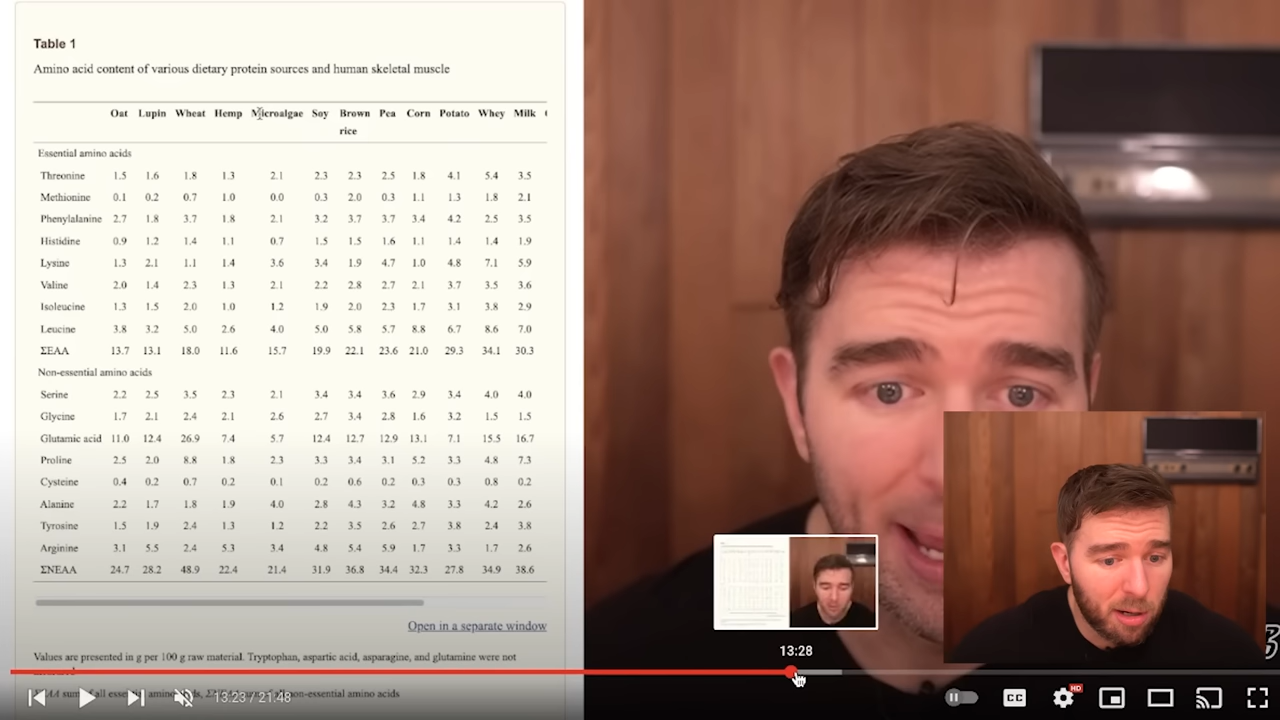 Table 1
Amino acid content of various dietary protein sources and human skeletal muscle
Oat Lupin Wheat Hemp Microalgae Soy Brown rice Pea Corn Potato Whey Milk
Essential amino acids
Threonine 1.5 1.6 1.8 1.3 2.1 2.3 2.3 2.5 1.8 4.1 5.4 3.5
Methionine 0.1 0.2 0.7 1.0 0.0 0.3 2.0 0.3 1.1 1.3 1.8 2.1
Phenylalanine 2.7 1.8 3.7 1.8 2.1 3.2 3.7 3.7 3.4 4.2 2.5 3.5
Histidine 0.9 1.2 1.4 1.1 0.7 1.5 1.5 1.6 1.1 1.4 1.4 1.9
Lysine 1.3 2.1 1.1 1.4 3.6 3.4 1.9 4.7 1.0 4.8 7.1 5.9
Valine 2.0 1.4 2.3 1.3 2.1 2.2 2.8 2.7 2.1 3.7 3.5 3.6
Isoleucine 1.3 1.5 2.0 1.0 1.2 1.9 2.0 2.3 1.7 3.1 3.8 2.9
Leucine 3.8 3.2 5.0 2.6 4.0 5.0 5.8 5.7 8.8 6.7 8.6 7.0
ΣEAA 13.7 13.1 18.0 11.6 15.7 19.9 22.1 23.6 21.0 29.3 34.1 30.3
Non-essential amino acids
Serine 2.2 2.5 3.5 2.3 2.1 3.4 3.4 3.6 2.9 3.4 4.0 4.0
Glycine 1.7 2.1 2.4 2.1 2.6 2.7 3.4 2.8 1.6 3.2 1.5 1.5
Glutamic acid 11.0 12.4 26.9 7.4 5.7 12.4 12.7 12.9 13.1 7.1 15.5 16.7
Proline 2.5 2.0 8.8 1.8 2.3 3.3 3.4 3.1 5.2 3.3 4.8 7.3
Cysteine 0.4 0.2 0.7 0.2 0.1 0.2 0.6 0.2 0.3 0.3 0.8 0.2
Alanine 2.2 1.7 1.8 1.9 4.0 2.8 4.3 3.2 4.8 3.3 4.2 2.6
Tyrosine 1.5 1.9 2.4 1.3 1.2 2.2 3.5 2.6 2.7 3.8 2.4 3.8
Arginine 3.1 5.5 2.4 5.3 3.4 4.8 5.4 5.9 1.7 3.3 1.7 2.6
ΣNEAA 24.7 28.2 48.9 22.4 21.4 31.9 36.8 34.4 32.3 27.8 34.9 38.6
Open in a separate window
Values are presented in g per 100 g raw material. Tryptophan, aspartic acid, asparagine, and glutamine were not
sum all essential amino non-essential amino acids
13:28
13:23 / 21:48
CC
HD